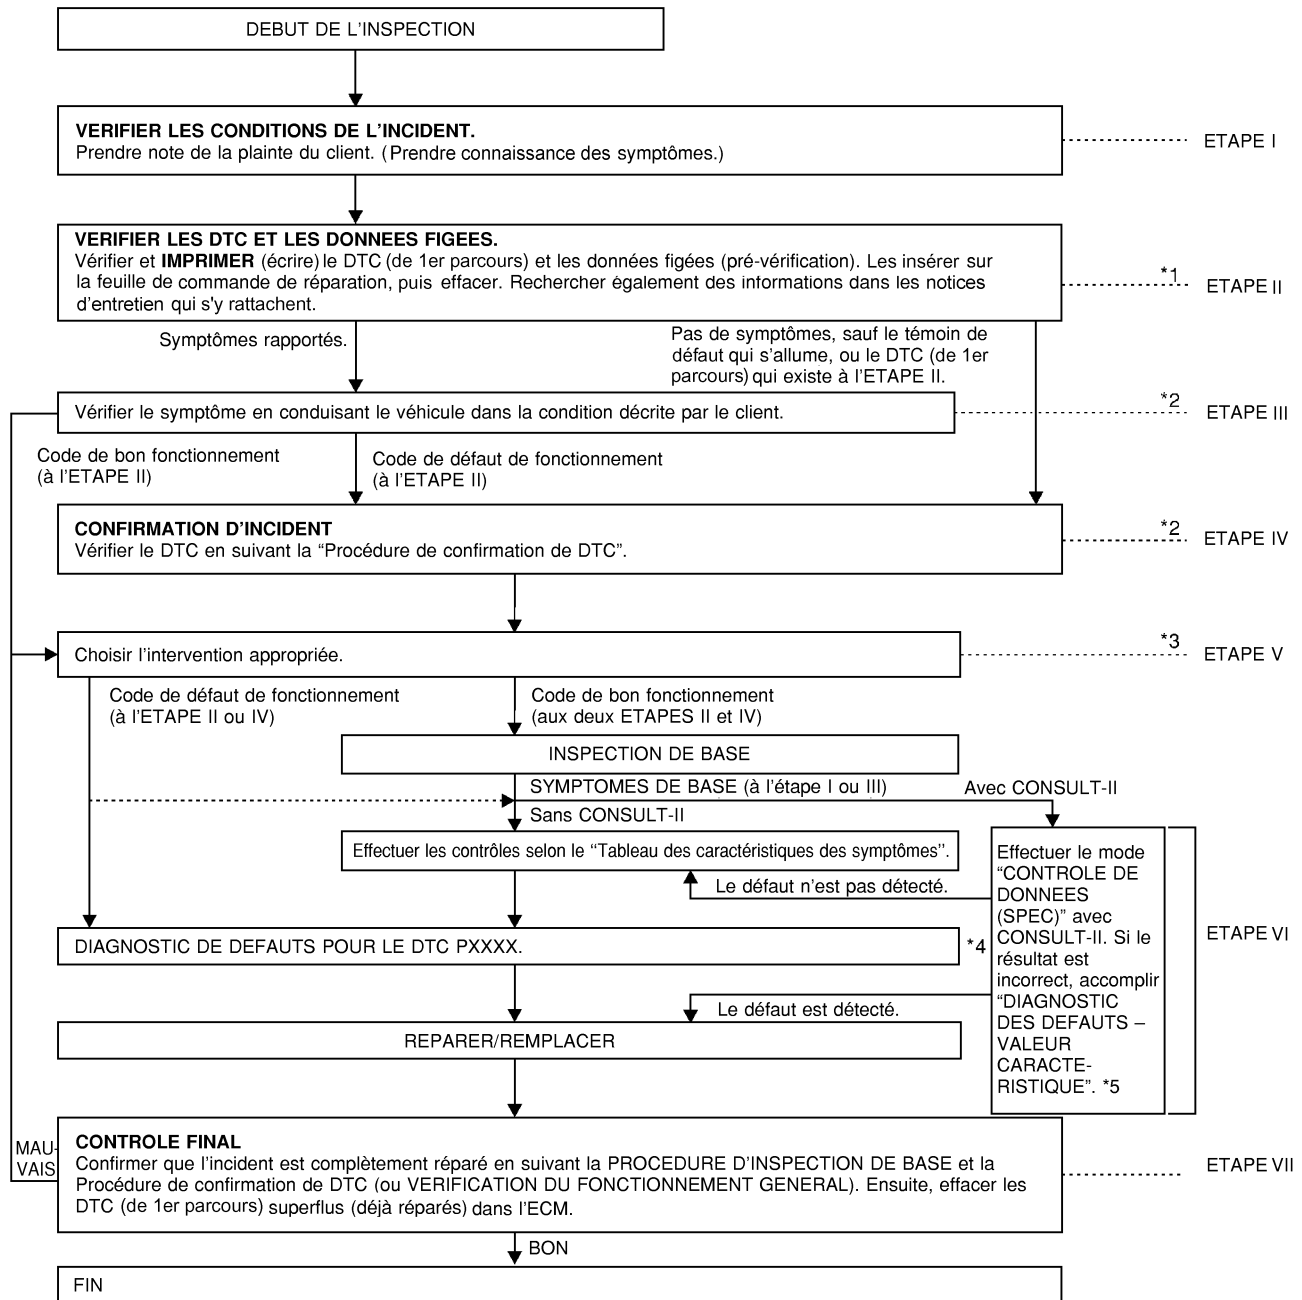 DEBUT DE L'INSPECTION
VERIFIER LES CONDITIONS DE L'INCIDENT.
Prendre note de la plainte du client. (Prendre connaissance des symptômes.)
ETAPE I
VERIFIER LES DTC ET LES DONNEES FIGEES.
Vérifier et IMPRIMER (écrire) le DTC (de 1er parcours) et les données figées (pré-vérification). Les insérer sur
la feuille de commande de réparation, puis effacer. Rechercher également des informations dans les notices
d'entretien qui s'y rattachent.
*1
ETAPE II
Symptômes rapportés.
Pas de symptômes, sauf le témoin de
défaut qui s'allume, ou le DTC (de 1er
parcours) qui existe à l'ETAPE II.
Vérifier le symptôme en conduisant le véhicule dans la condition décrite par le client.
*2
ETAPE III
Code de bon fonctionnement
(à l'ETAPE II)
Code de défaut de fonctionnement
(à l'ETAPE II)
CONFIRMATION D'INCIDENT
Vérifier le DTC en suivant la “Procédure de confirmation de DTC”.
*2
ETAPE IV
Choisir l'intervention appropriée.
*3
ETAPE V
Code de défaut de fonctionnement
(à l'ETAPE II ou IV)
Code de bon fonctionnement
(aux deux ETAPES II et IV)
INSPECTION DE BASE
SYMPTOMES DE BASE (à l'étape I ou III)
Avec CONSULT-II
Sans CONSULT-II
Effectuer les contrôles selon le “Tableau des caractéristiques des symptômes”.
Le défaut n'est pas détecté.
DIAGNOSTIC DE DEFAUTS POUR LE DTC PXXXX.
*4
Le défaut est détecté.
REPARER/REMPLACER
Effectuer le mode
“CONTROLE DE
DONNEES
(SPEC)” avec
CONSULT-II. Si le
résultat est
incorrect, accomplir
“DIAGNOSTIC
DES DEFAUTS –
VALEUR
CARACTE-
RISTIQUE”. *5
ETAPE VI
MAU-
VAIS
CONTROLE FINAL
Confirmer que l'incident est complètement réparé en suivant la PROCEDURE D'INSPECTION DE BASE et la
Procédure de confirmation de DTC (ou VERIFICATION DU FONCTIONNEMENT GENERAL). Ensuite, effacer les
DTC (de 1er parcours) superflus (déjà réparés) dans l'ECM.
ETAPE VII
BON
FIN